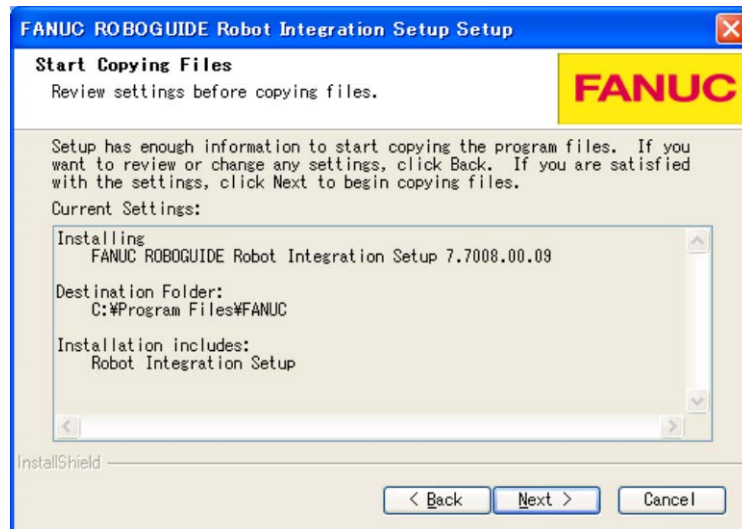 FANUC ROBOGUIDE Robot Integration Setup Setup
Start Copying Files
Review settings before copying files.
FANUC
Setup has enough information to start copying the program files. If you
want to review or change any settings, click Back. If you are satisfied
with the settings, click Next to begin copying files.
Current Settings:
Installing
FANUC ROBOGUIDE Robot Integration Setup 7.7008.00.09
Destination Folder:
C:¥Program Files¥FANUC
Installation includes:
Robot Integration Setup
InstallShield
< Back
Next >
Cancel